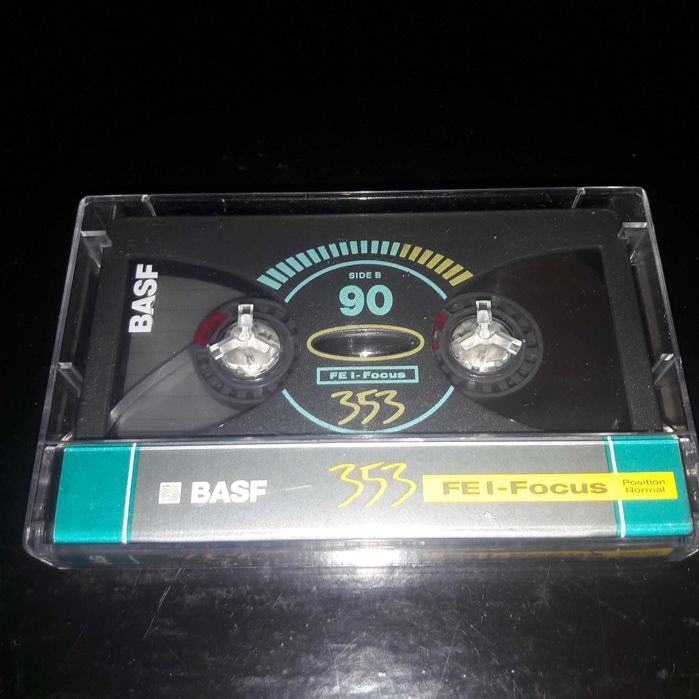 BASF
SIDE B
90
FE I-Focus
353
BASF 353 FE I-Focus Position
Normal